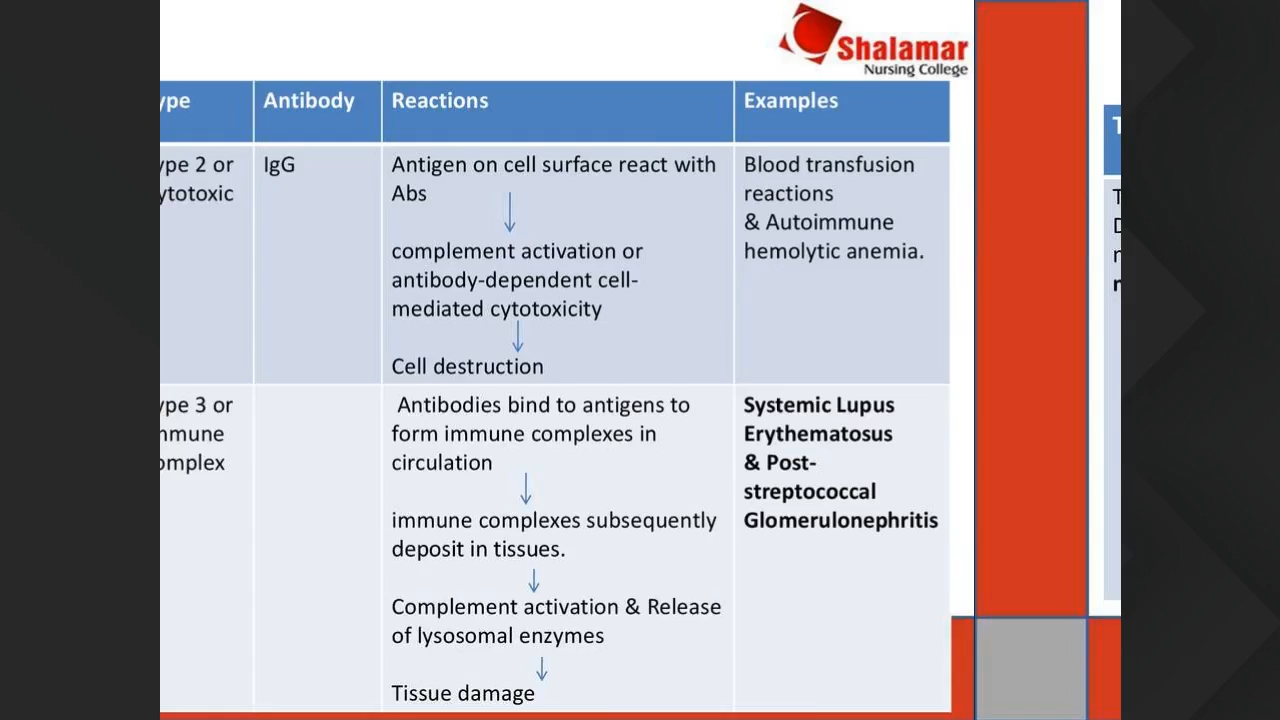 Shalamar
Nursing College
ype
Antibody
Reactions
Examples
ype 2 or
ytotoxic
IgG
Antigen on cell surface react with
Abs
complement activation or
antibody-dependent cell-
mediated cytotoxicity
Cell destruction
Blood transfusion
reactions
& Autoimmune
hemolytic anemia.
ype 3 or
mmune
omplex
Antibodies bind to antigens to
form immune complexes in
circulation
immune complexes subsequently
deposit in tissues.
Complement activation & Release
of lysosomal enzymes
Tissue damage
Systemic Lupus
Erythematosus
& Post-
streptococcal
Glomerulonephritis